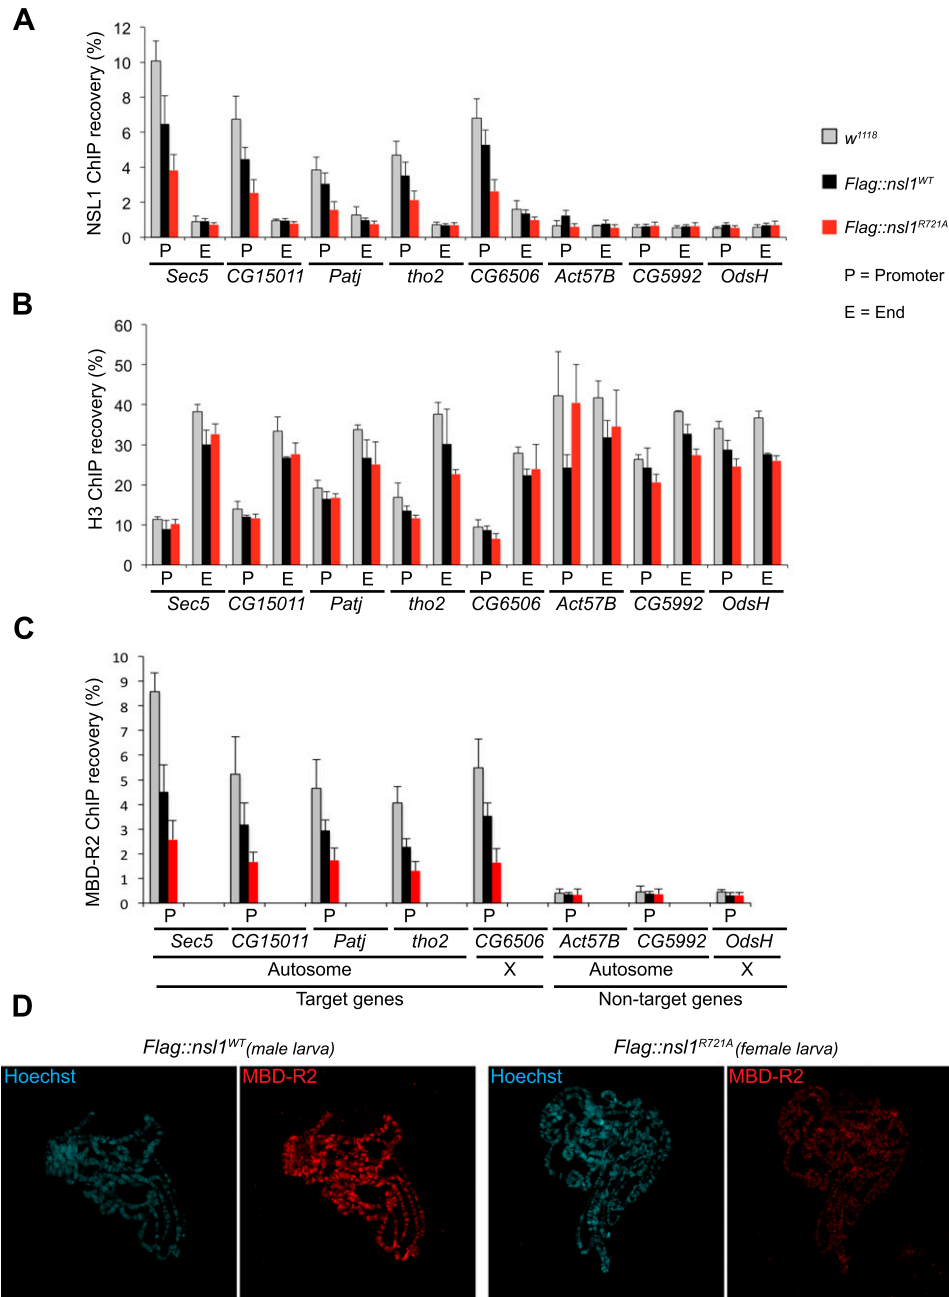 A
NSL1 ChIP recovery (%)
12
10
8
6
4
2
0
P E P E P E P E P E P E P E P E
Sec5 CG15011 Patj tho2 CG6506 Act57B CG5992 OdsH
w1118
Flag::nsl1WT
Flag::nsl1R721A
P = Promoter
E = End
B
H3 ChIP recovery (%)
60
50
40
30
20
10
0
P E P E P E P E P E P E P E P E
Sec5 CG15011 Patj tho2 CG6506 Act57B CG5992 OdsH
C
MBD-R2 ChIP recovery (%)
10
9
8
7
6
5
4
3
2
1
0
P P P P P P P P
Sec5 CG15011 Patj tho2 CG6506 Act57B CG5992 OdsH
Autosome X Autosome X
Target genes Non-target genes
D
Flag::nsl1WT (male larva) Flag::nsl1R721A (female larva)
Hoechst MBD-R2 Hoechst MBD-R2